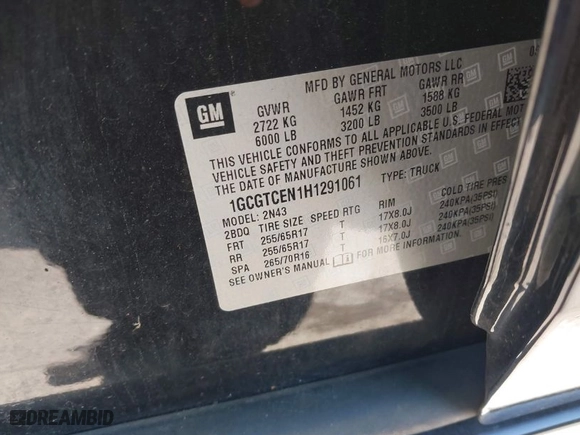 GM
MFD BY GENERAL MOTORS LLC
GVWR GAWR FRT GAWR RR
2722 KG 1452 KG 1588 KG
6000 LB 3200 LB 3500 LB
THIS VEHICLE CONFORMS TO ALL APPLICABLE U.S. FEDERAL MOTOR
VEHICLE SAFETY AND THEFT PREVENTION STANDARDS IN EFFECT
DATE OF MANUFACTURE SHOWN ABOVE.
1GCGTCEN1H1291061 TYPE: TRUCK
MODEL: 2N43
2BDQ TIRE SIZE SPEED RTG RIM COLD TIRE PRES
FRT 255/65R17 T 17X8.0J 240KPA(35PSI)
RR 255/65R17 T 17X8.0J 240KPA(35PSI)
SPA 265/70R16 T 16X7.0J 240KPA(35PSI)
SEE OWNER'S MANUAL FOR MORE INFORMATION.
DREAMBID